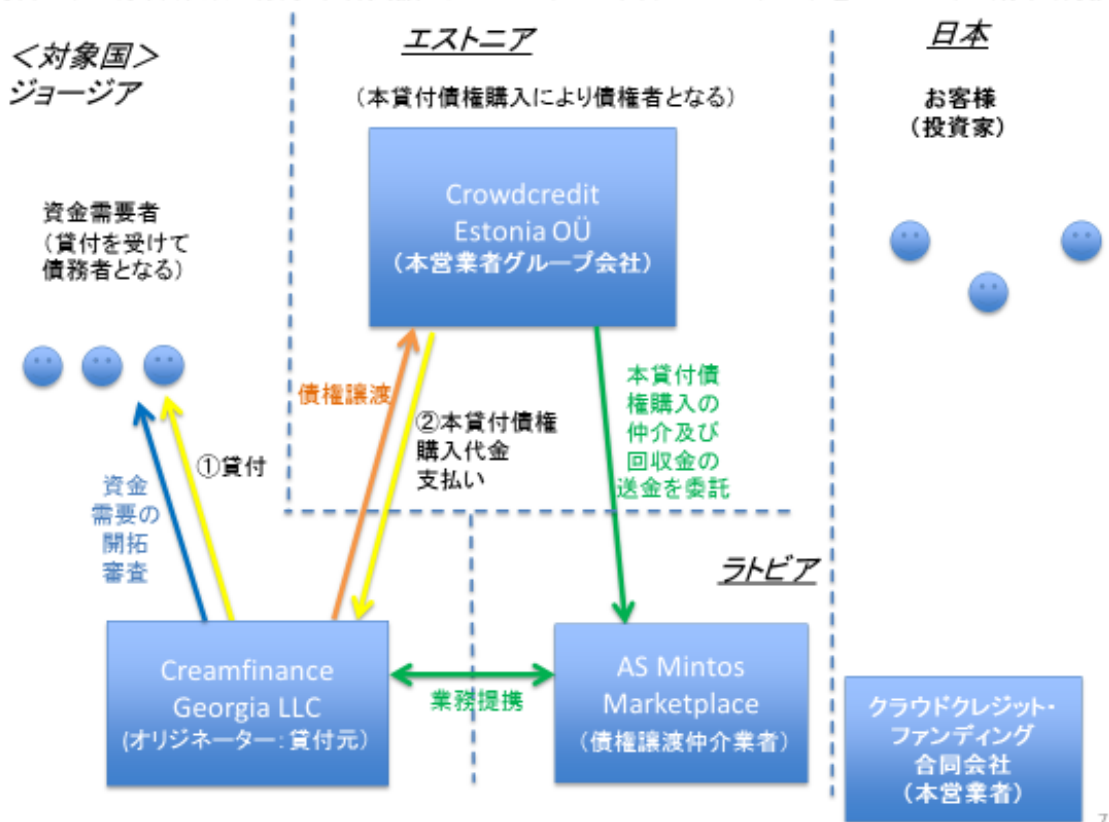 ＜対象国＞
ジョージア
エストニア
日本
（本貸付債権購入により債権者となる）
お客様
（投資家）
Crowdcredit
Estonia OÜ
（本営業者グループ会社）
資金需要者
（貸付を受けて
債務者となる）
債権譲渡
②本貸付債権
購入代金
支払い
本貸付債
権購入の
仲介及び
回収金の
送金を委託
①貸付
資金
需要の
開拓
審査
ラトビア
Creamfinance
Georgia LLC
(オリジネーター：貸付元）
業務提携
AS Mintos
Marketplace
（債権譲渡仲介業者）
クラウドクレジット・
ファンディング
合同会社
（本営業者）
7